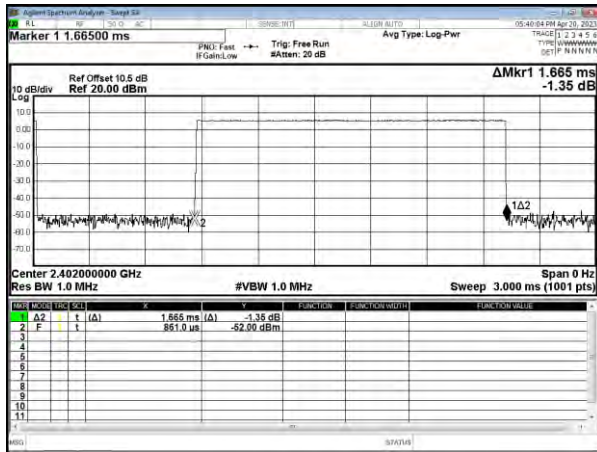 Agilent Spectrum Analyzer - Swept SA
RL RF 50 Ω AC SENSE:INT ALIGN AUTO 05:40:04 PM Apr 20, 2023
Marker 1 1.66500 ms Avg Type: Log-Pwr TRACE 1 2 3 4 5 6
PNO: Fast Trig: Free Run TYPE WWWWWW
IFGain:Low #Atten: 20 dB DET P NNNNN
ΔMkr1 1.665 ms
-1.35 dB
Ref Offset 10.5 dB
10 dB/div Ref 20.00 dBm
Log
10.0
0.00
-10.0
-20.0
-30.0
-40.0
-50.0
-60.0
-70.0
1Δ2
2
Center 2.402000000 GHz Span 0 Hz
Res BW 1.0 MHz #VBW 1.0 MHz Sweep 3.000 ms (1001 pts)
MKR MODE TRC SCL X Y FUNCTION FUNCTION WIDTH FUNCTION VALUE
1 Δ2 t (Δ) 1.665 ms (Δ) -1.35 dB
2 F t 851.0 us -52.00 dBm
3
4
5
6
7
8
9
10
11
MSG STATUS